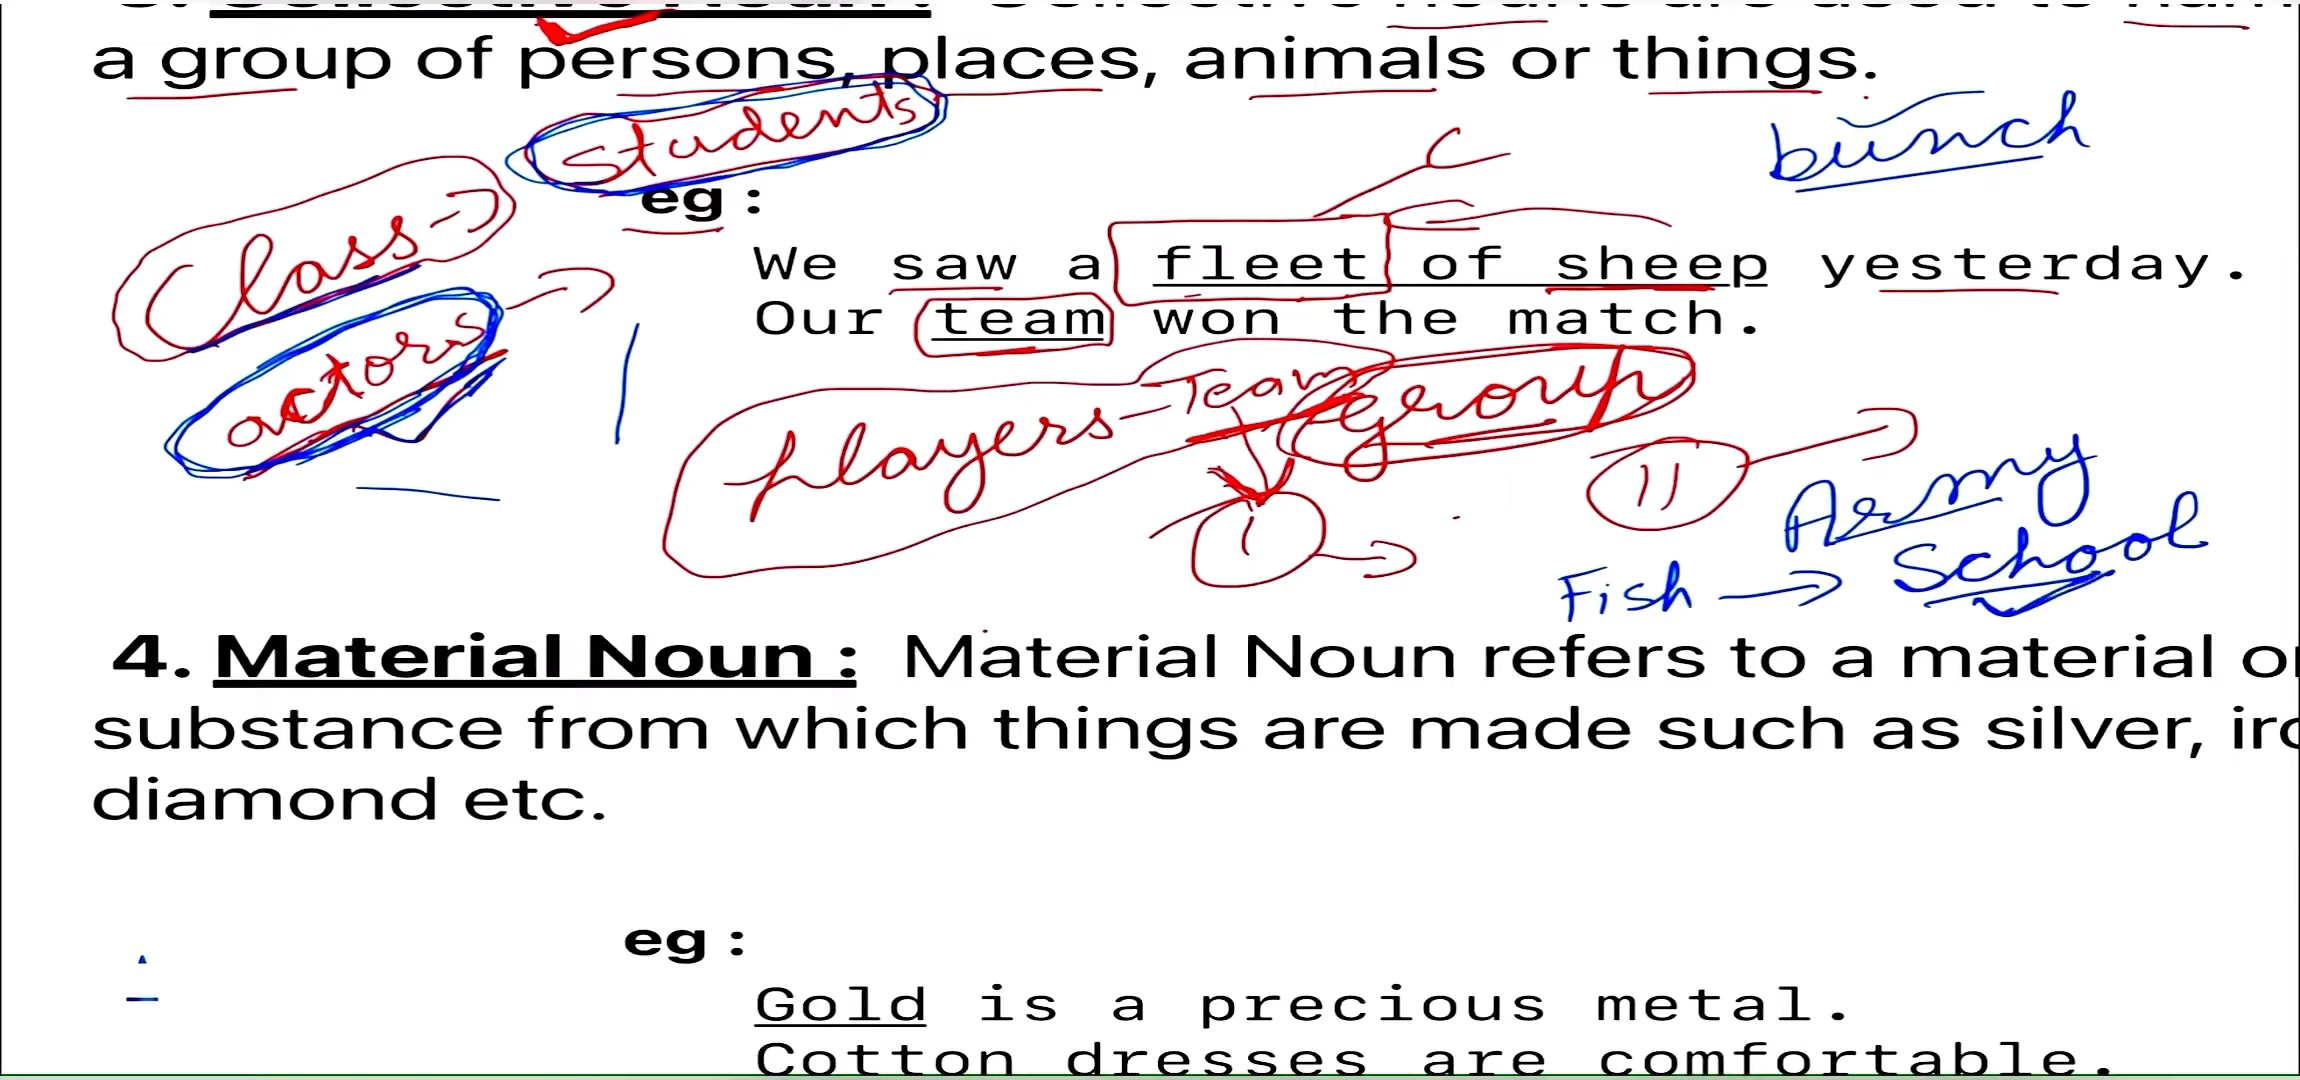 a group of persons, places, animals or things.
Students
bunch
Class
eg :
C
We saw a fleet of sheep yesterday.
actors
Our team won the match.
Players - Team group
11
1
Army
Fish → School
4. Material Noun : Material Noun refers to a material or
substance from which things are made such as silver, iro
diamond etc.
eg :
Gold is a precious metal.
Cotton dresses are comfortable.